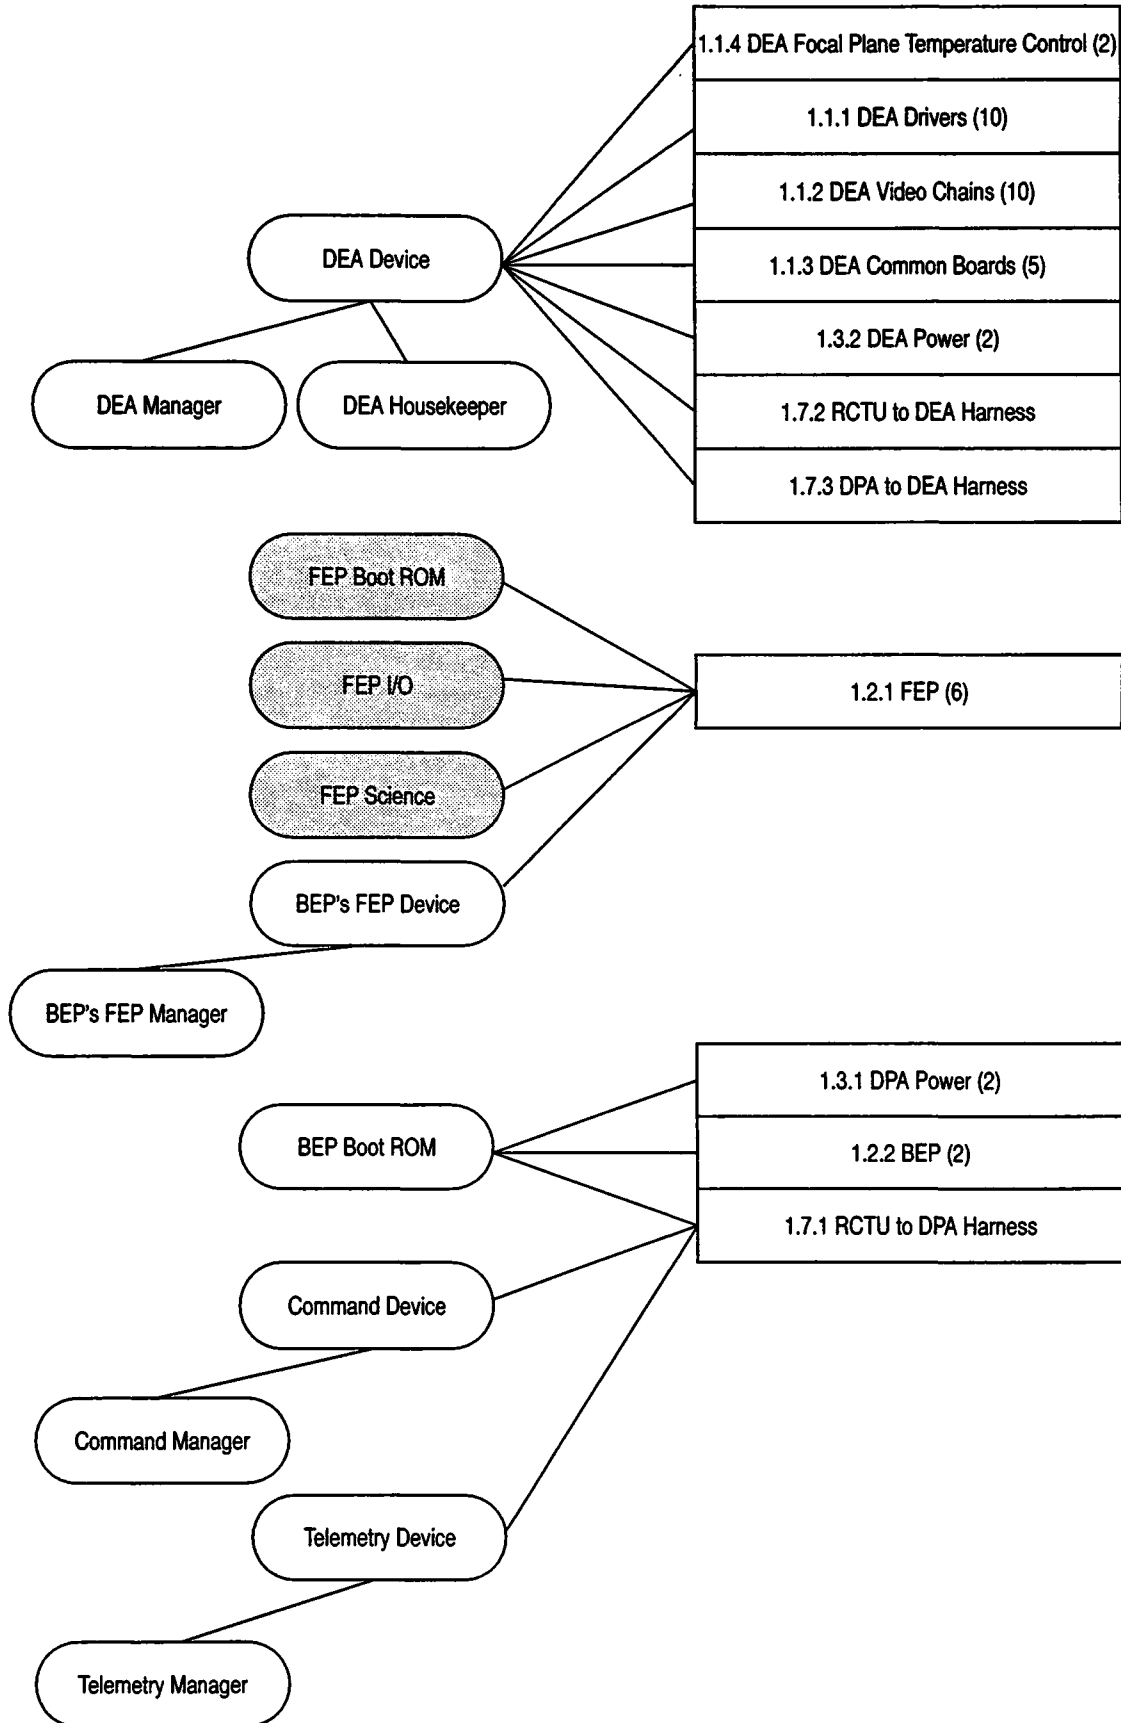 1.1.4 DEA Focal Plane Temperature Control (2)
1.1.1 DEA Drivers (10)
1.1.2 DEA Video Chains (10)
DEA Device
1.1.3 DEA Common Boards (5)
1.3.2 DEA Power (2)
DEA Manager
DEA Housekeeper
1.7.2 RCTU to DEA Harness
1.7.3 DPA to DEA Harness
FEP Boot ROM
FEP I/O
1.2.1 FEP (6)
FEP Science
BEP's FEP Device
BEP's FEP Manager
1.3.1 DPA Power (2)
BEP Boot ROM
1.2.2 BEP (2)
1.7.1 RCTU to DPA Harness
Command Device
Command Manager
Telemetry Device
Telemetry Manager